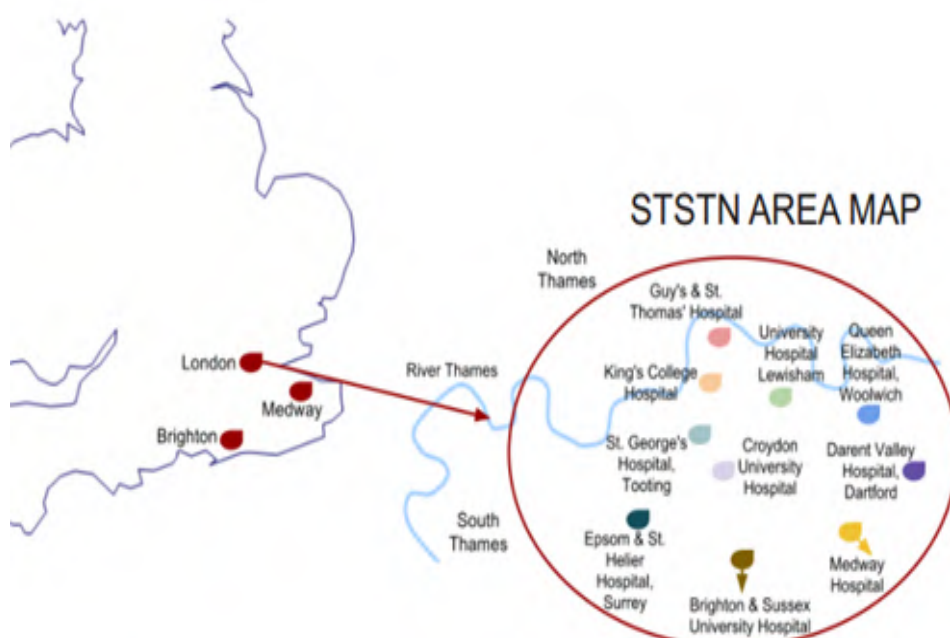 STSTN AREA MAP
North
Thames
Guy's & St.
Thomas' Hospital
University
Hospital
Lewisham
Queen
Elizabeth
Hospital,
Woolwich
London
River Thames
King's College
Hospital
Medway
Brighton
St. George's
Hospital,
Tooting
Croydon
University
Hospital
Darent Valley
Hospital,
Dartford
South
Thames
Epsom & St.
Helier
Hospital,
Surrey
Medway
Hospital
Brighton & Sussex
University Hospital